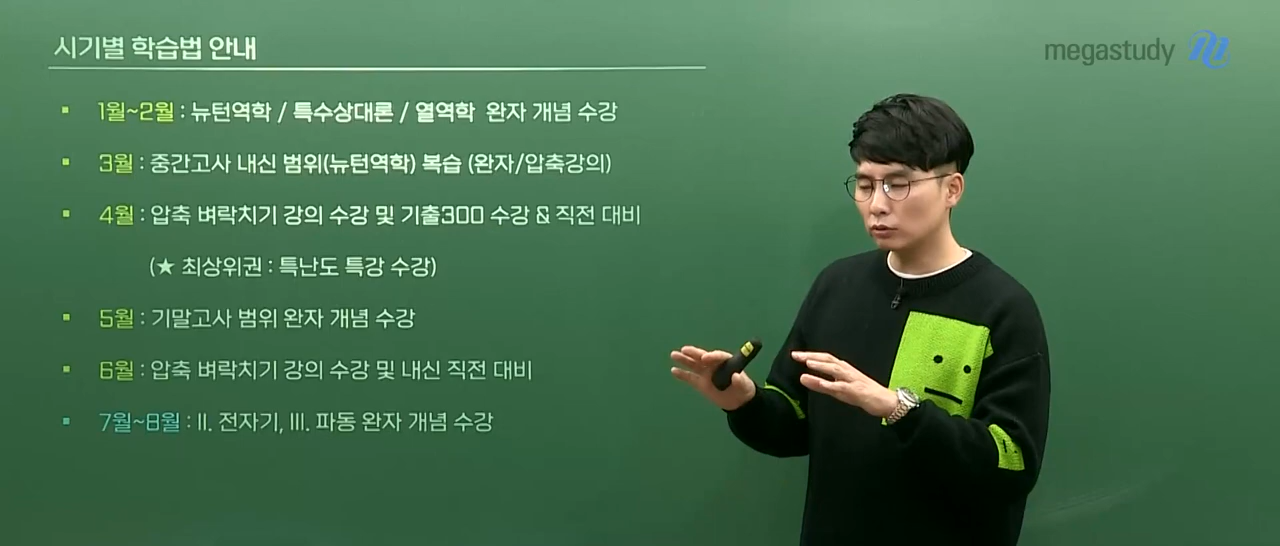 시기별 학습법 안내
megastudy
1월~2월 : 뉴턴역학 / 특수상대론 / 열역학 완자 개념 수강
3월 : 중간고사 내신 범위(뉴턴역학) 복습 (완자/압축강의)
4월 : 압축 벼락치기 강의 수강 및 기출300 수강 & 직전 대비
(★ 최상위권 : 특난도 특강 수강)
5월 : 기말고사 범위 완자 개념 수강
6월 : 압축 벼락치기 강의 수강 및 내신 직전 대비
7월~8월 : II. 전자기, III. 파동 완자 개념 수강